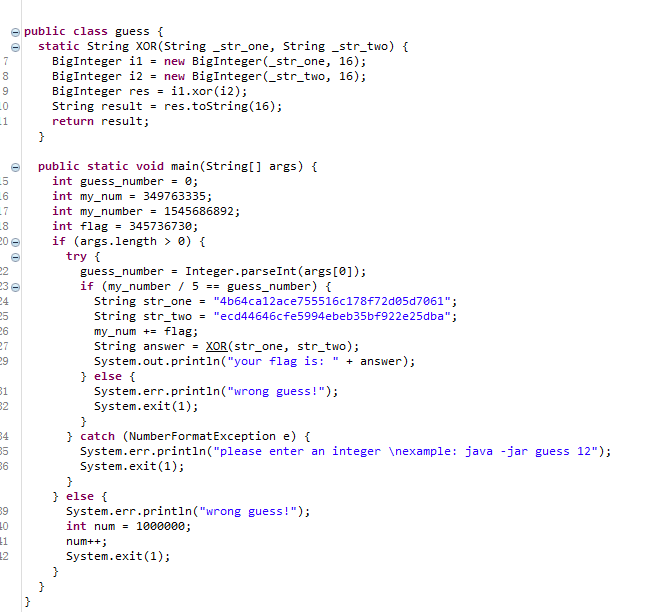 public class guess {
static String XOR(String _str_one, String _str_two) {
7 BigInteger i1 = new BigInteger(_str_one, 16);
8 BigInteger i2 = new BigInteger(_str_two, 16);
9 BigInteger res = i1.xor(i2);
10 String result = res.toString(16);
11 return result;
}
public static void main(String[] args) {
15 int guess_number = 0;
16 int my_num = 349763335;
17 int my_number = 1545686892;
18 int flag = 345736730;
20 if (args.length > 0) {
try {
22 guess_number = Integer.parseInt(args[0]);
23 if (my_number / 5 == guess_number) {
24 String str_one = "4b64ca12ace755516c178f72d05d7061";
25 String str_two = "ecd44646cfe5994ebeb35bf922e25dba";
26 my_num += flag;
27 String answer = XOR(str_one, str_two);
29 System.out.println("your flag is: " + answer);
} else {
31 System.err.println("wrong guess!");
32 System.exit(1);
}
34 } catch (NumberFormatException e) {
35 System.err.println("please enter an integer \nexample: java -jar guess 12");
36 System.exit(1);
}
} else {
39 System.err.println("wrong guess!");
40 int num = 1000000;
41 num++;
42 System.exit(1);
}
}
}